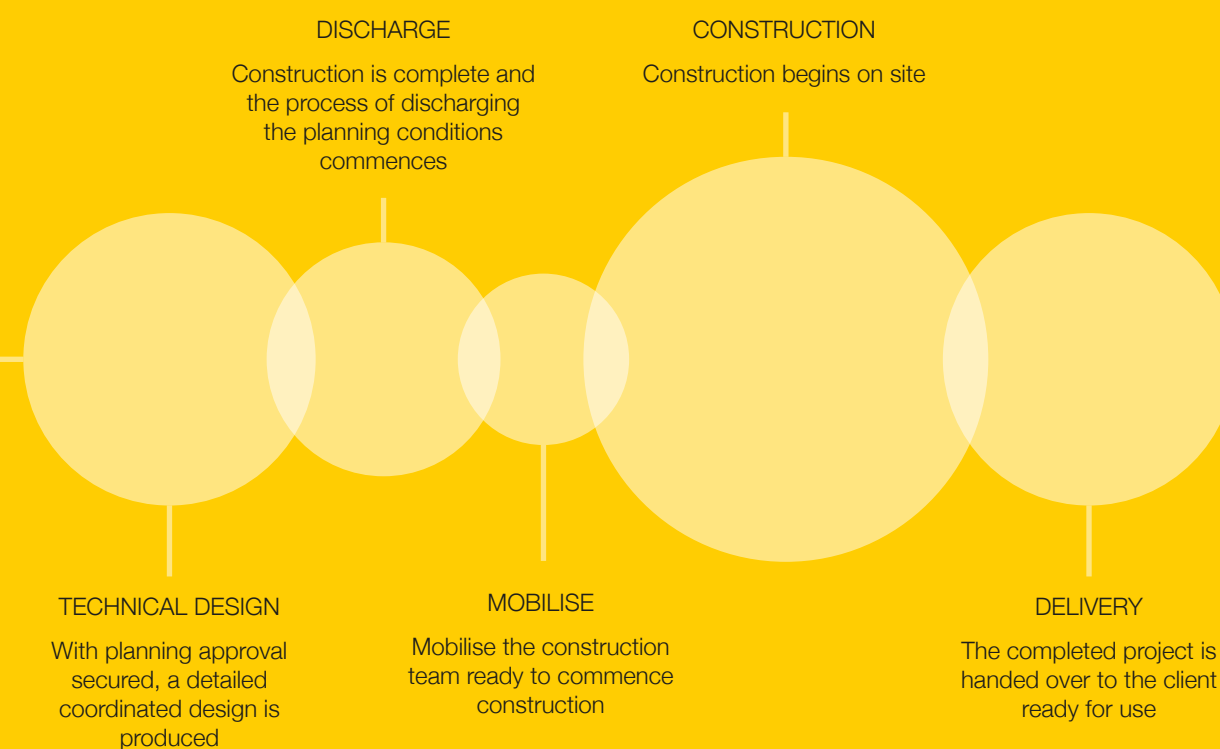 DISCHARGE
Construction is complete and
the process of discharging
the planning conditions
commences
CONSTRUCTION
Construction begins on site
TECHNICAL DESIGN
With planning approval
secured, a detailed
coordinated design is
produced
MOBILISE
Mobilise the construction
team ready to commence
construction
DELIVERY
The completed project is
handed over to the client
ready for use